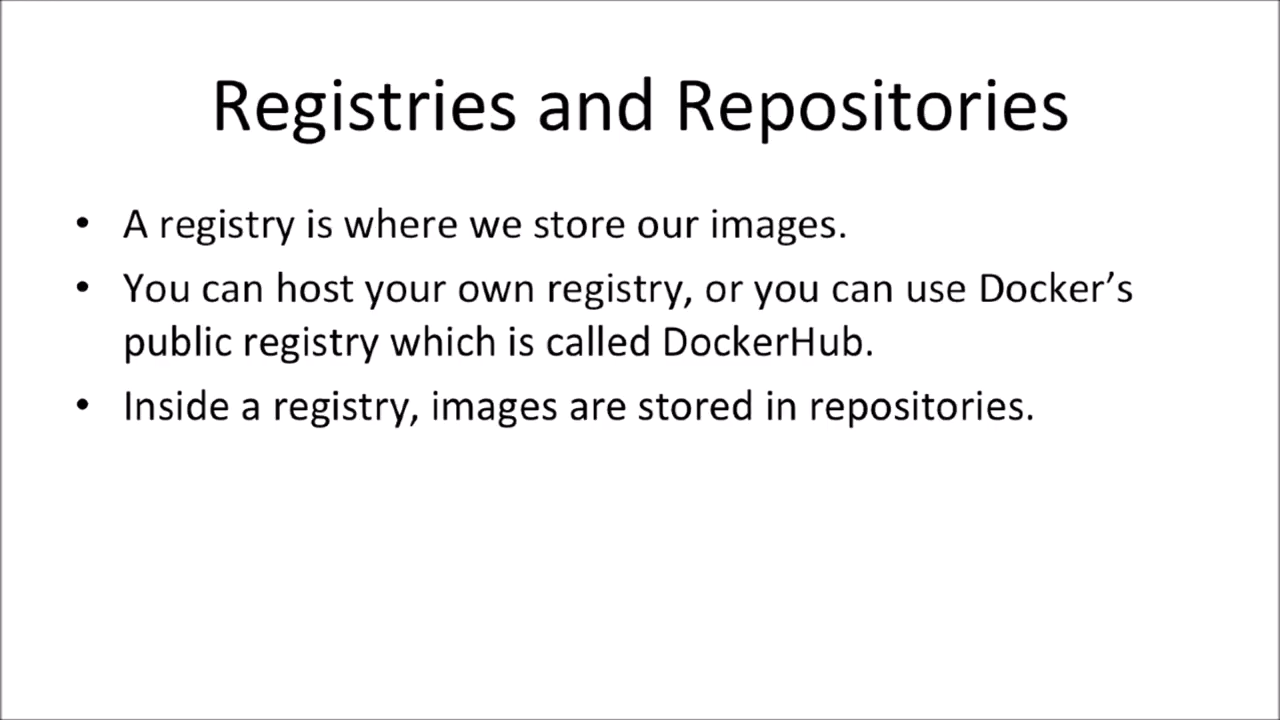 Registries and Repositories
• A registry is where we store our images.
• You can host your own registry, or you can use Docker’s
public registry which is called DockerHub.
• Inside a registry, images are stored in repositories.